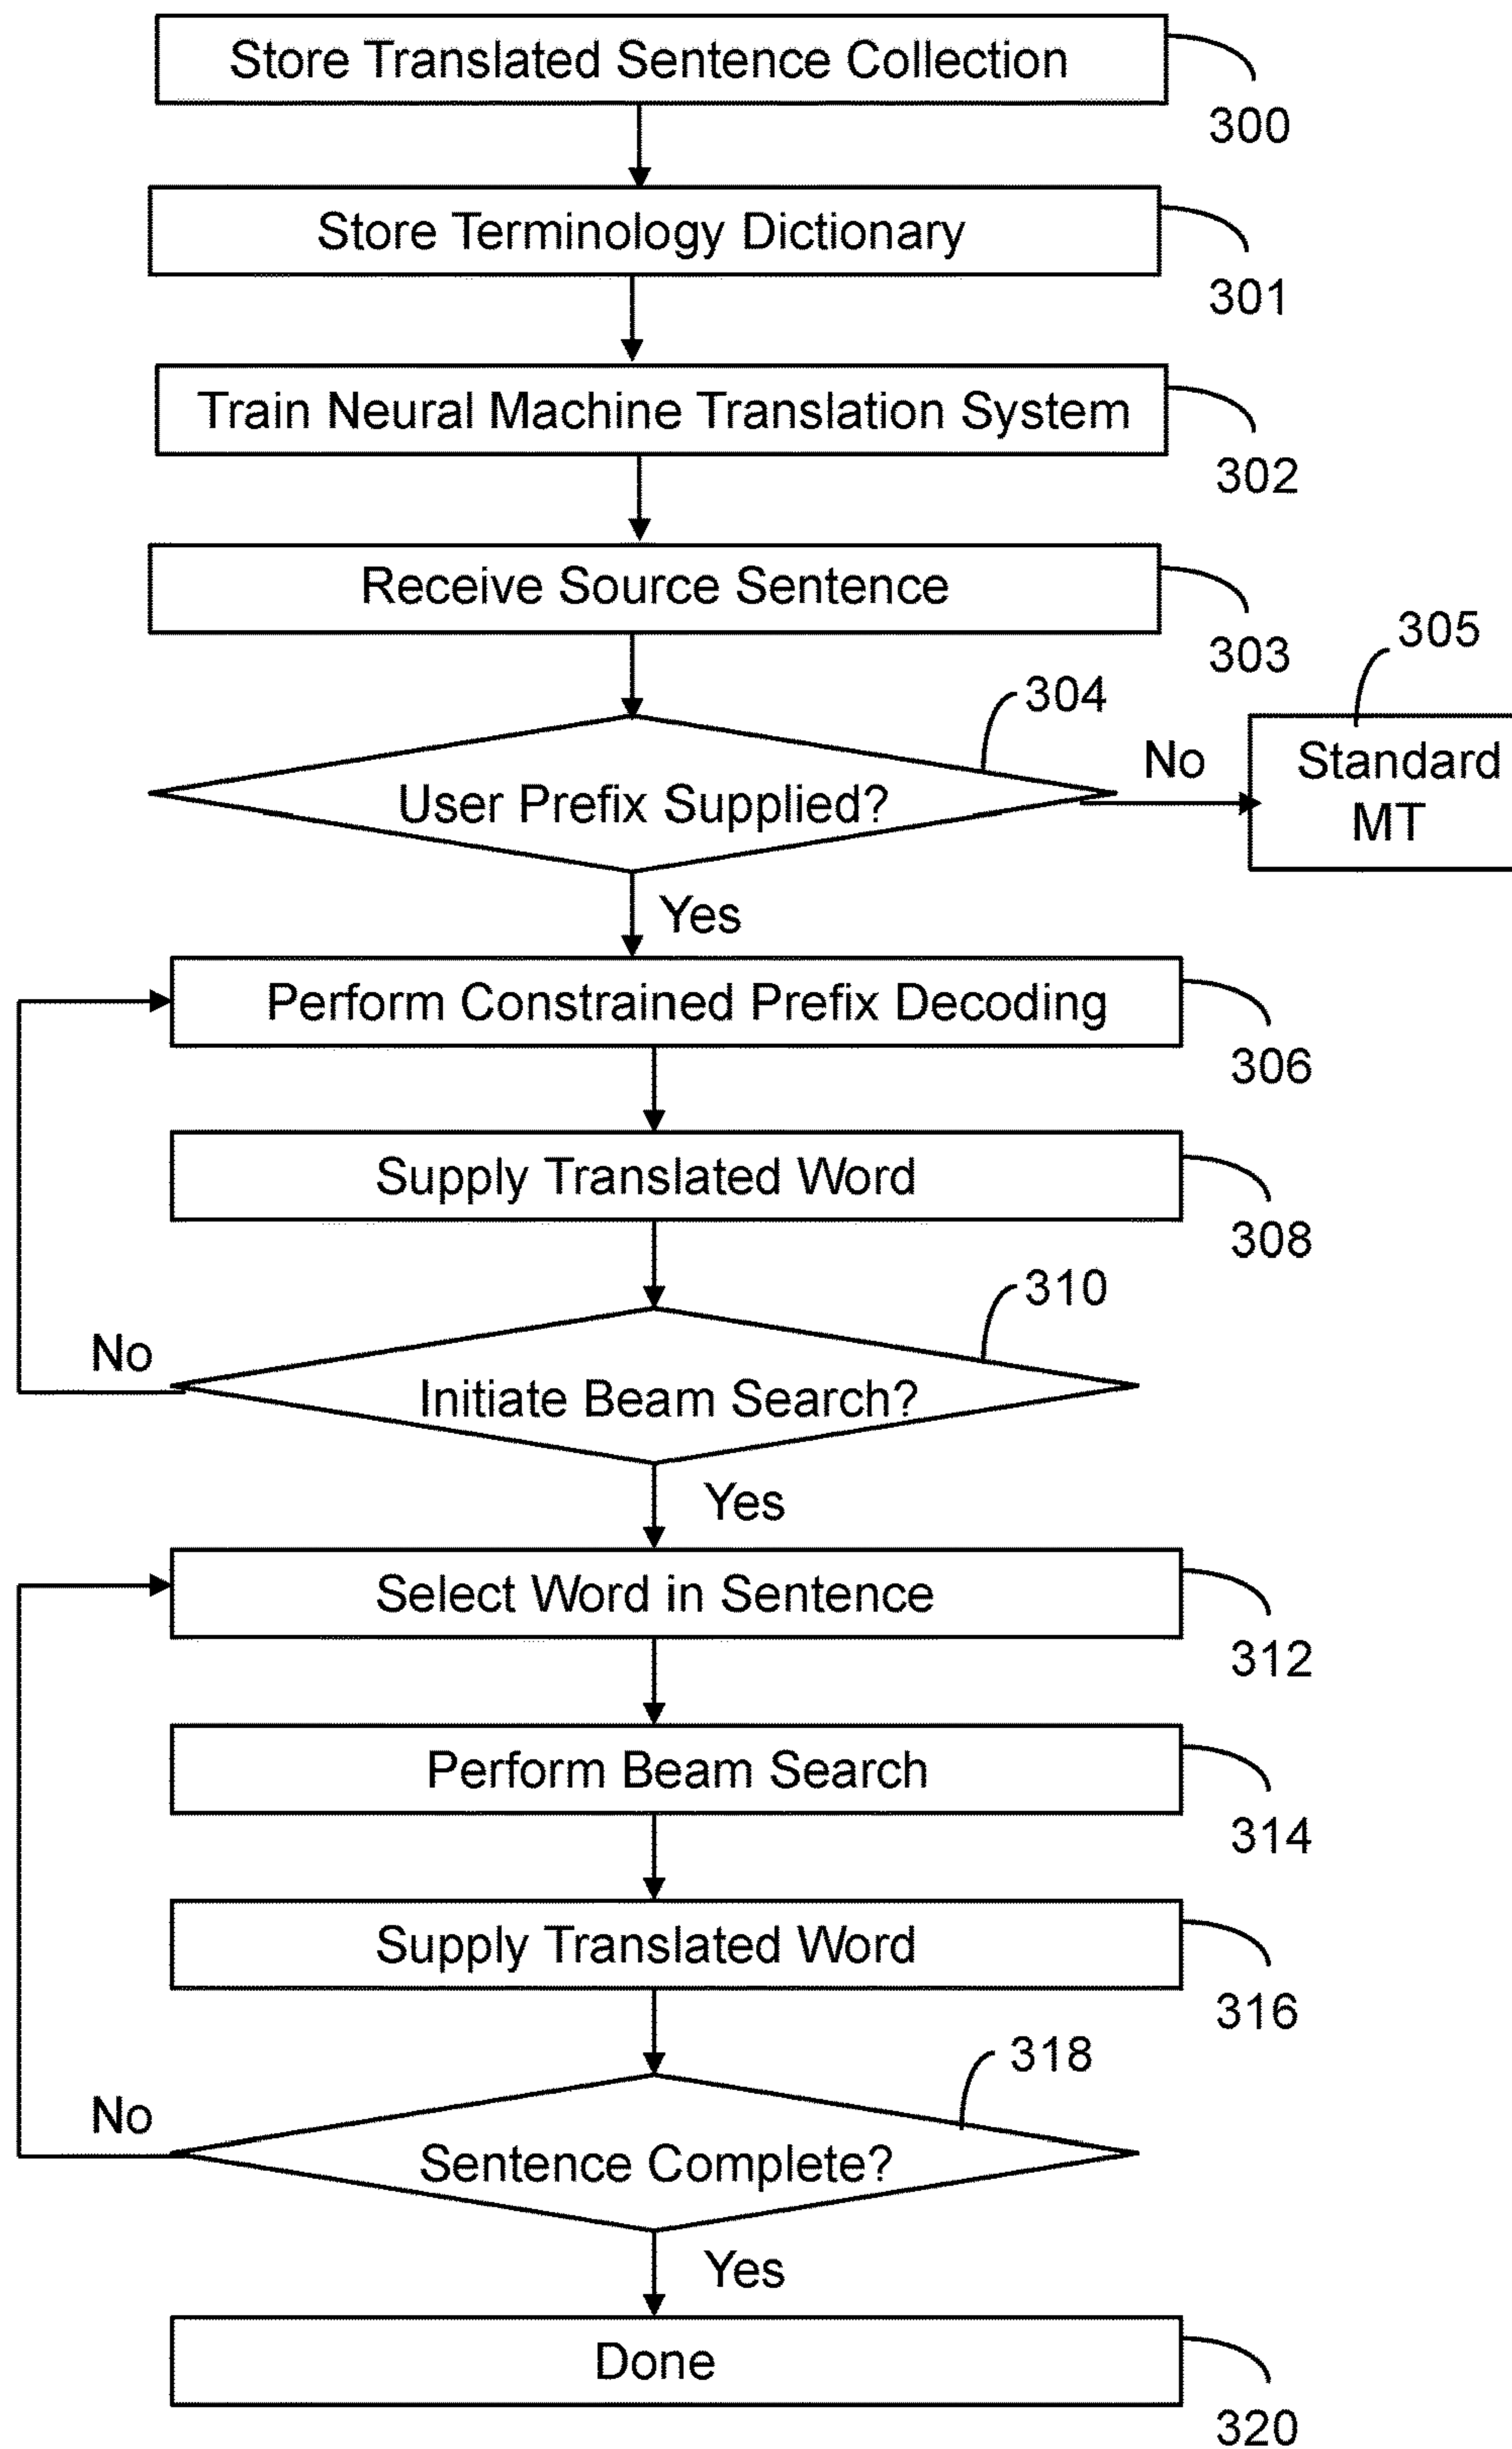 Store Translated Sentence Collection
300
Store Terminology Dictionary
301
Train Neural Machine Translation System
302
Receive Source Sentence
303
304
305
User Prefix Supplied?
No
Standard
MT
Yes
Perform Constrained Prefix Decoding
306
Supply Translated Word
308
310
No
Initiate Beam Search?
Yes
Select Word in Sentence
312
Perform Beam Search
314
Supply Translated Word
316
318
No
Sentence Complete?
Yes
Done
320